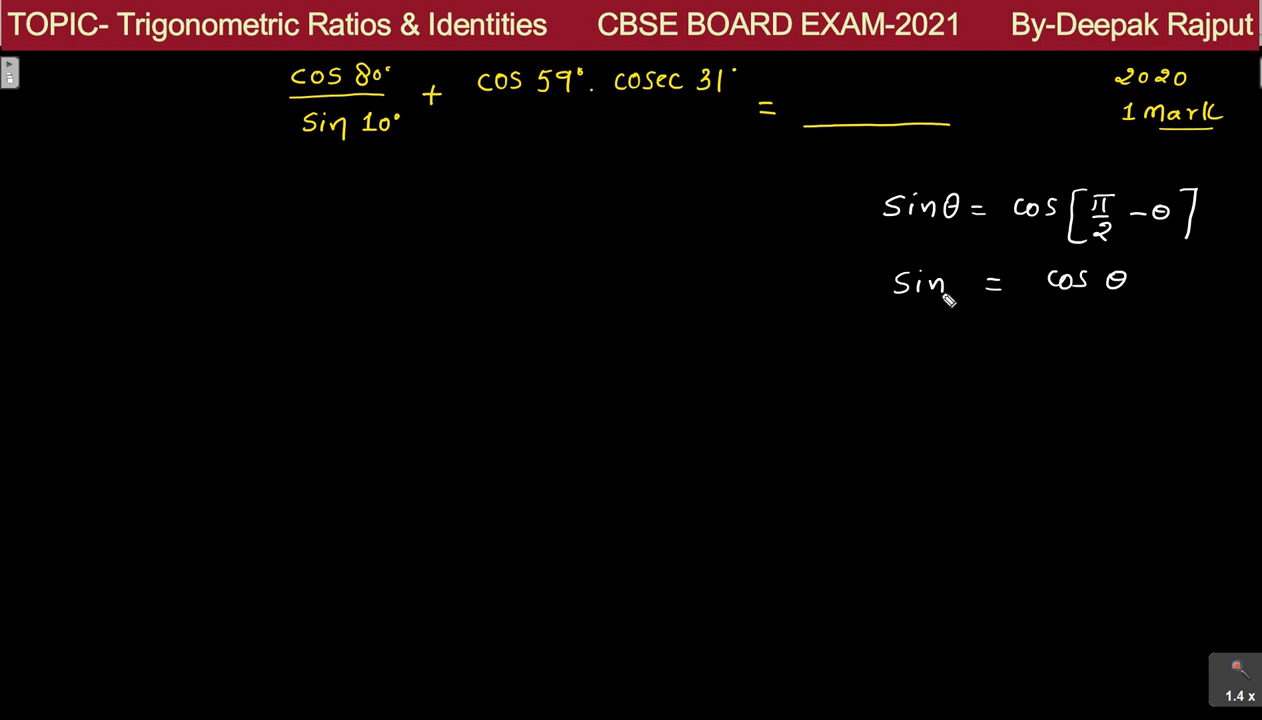 TOPIC- Trigonometric Ratios & Identities CBSE BOARD EXAM-2021 By-Deepak Rajput
cos 80° / sin 10° + cos 59° . cosec 31° = ______
2020
1 Mark
sinθ = cos[π/2 - θ]
sin = cos θ
1.4 x